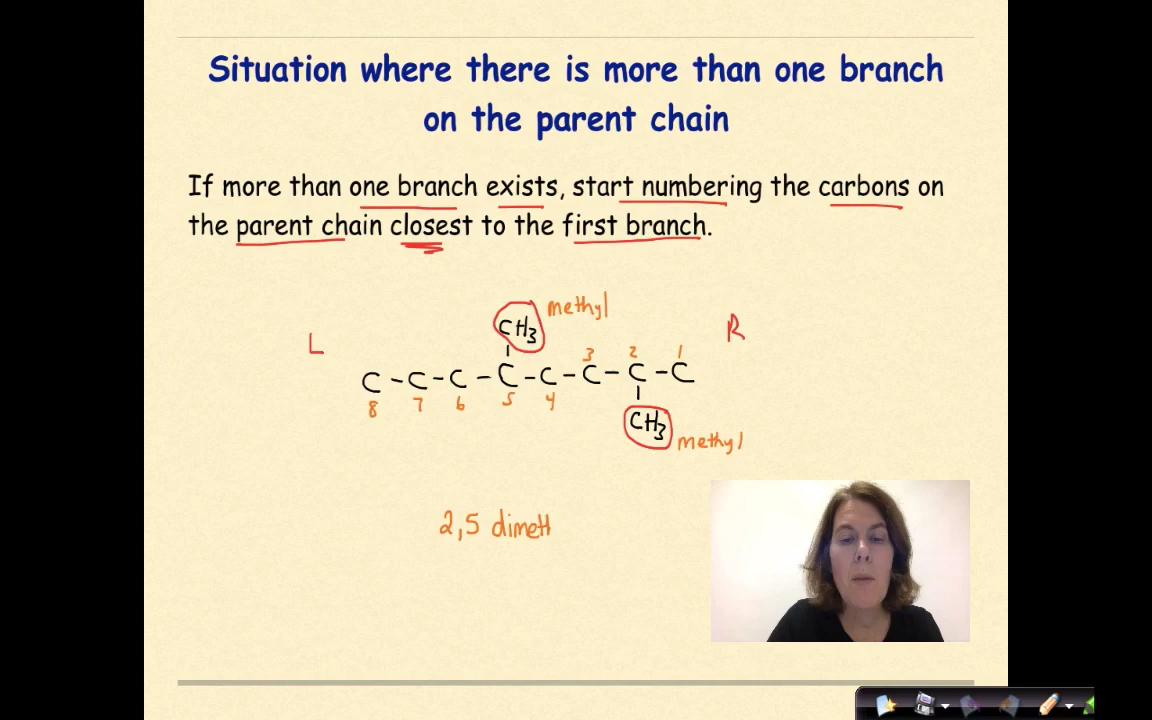 Situation where there is more than one branch
on the parent chain
If more than one branch exists, start numbering the carbons on
the parent chain closest to the first branch.
CH3 methyl
L R
3 2 1
C - C - C - C - C - C - C - C
8 7 6 5 4
CH3 methyl
2,5 dimeth